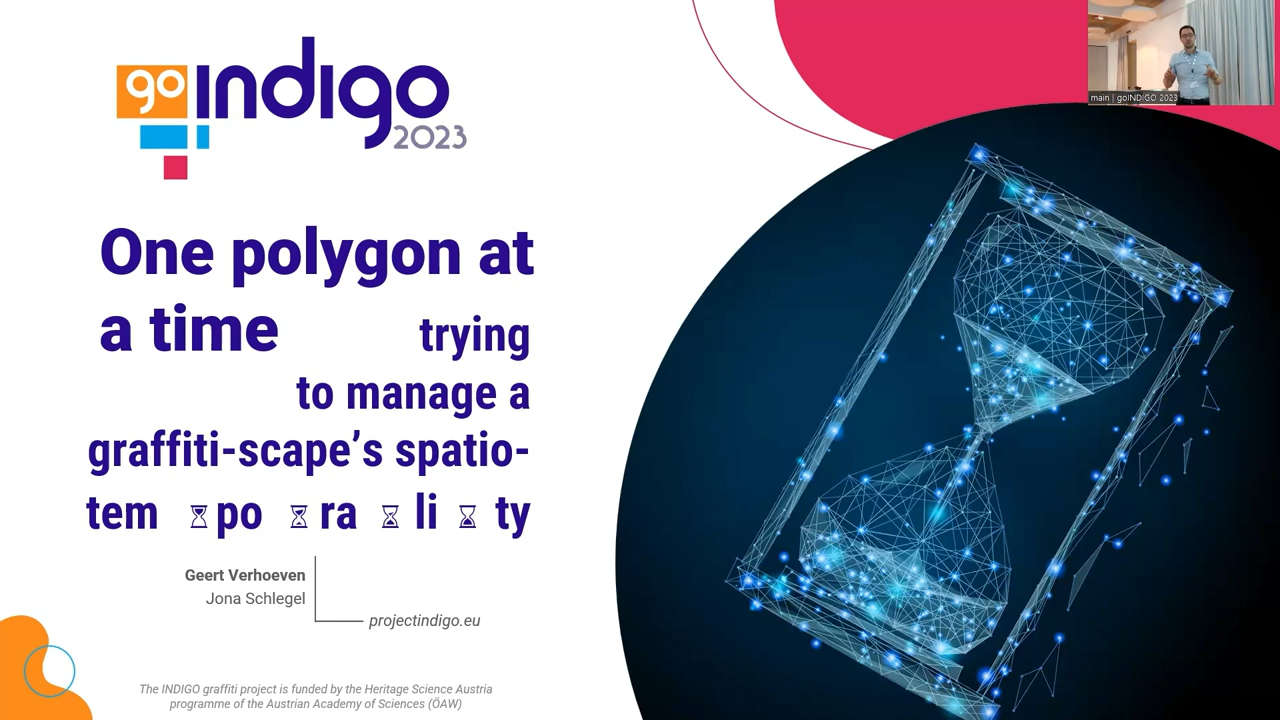 go indigo
2023
main | goINDIGO 2023
One polygon at
a time trying
to manage a
graffiti-scape's spatio-
tem po ra li ty
Geert Verhoeven
Jona Schlegel
projectindigo.eu
The INDIGO graffiti project is funded by the Heritage Science Austria
programme of the Austrian Academy of Sciences (ÖAW)